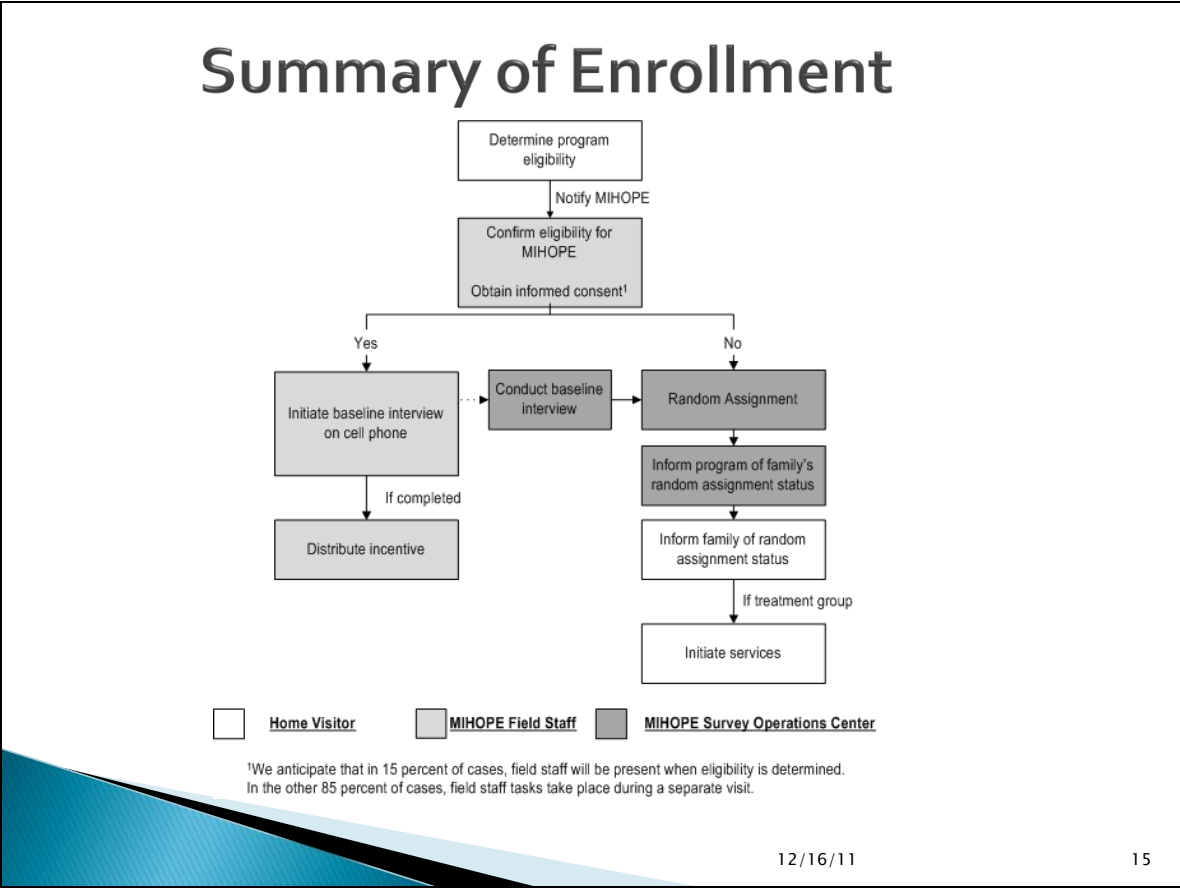 Summary of Enrollment
Determine program
eligibility
Notify MIHOPE
Confirm eligibility for
MIHOPE
Obtain informed consent¹
Yes
No
Initiate baseline interview
on cell phone
Conduct baseline
interview
Random Assignment
Inform program of family's
random assignment status
If completed
Distribute incentive
Inform family of random
assignment status
If treatment group
Initiate services
Home Visitor
MIHOPE Field Staff
MIHOPE Survey Operations Center
¹We anticipate that in 15 percent of cases, field staff will be present when eligibility is determined.
In the other 85 percent of cases, field staff tasks take place during a separate visit.
12/16/11
15